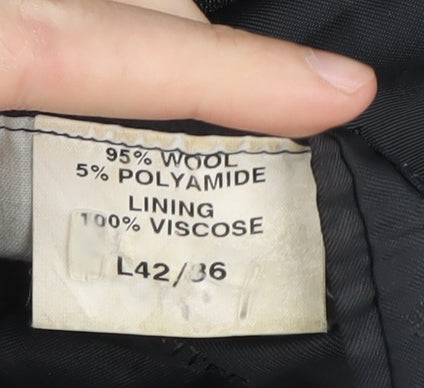 95% WOOL
5% POLYAMIDE
LINING
100% VISCOSE
L42/36